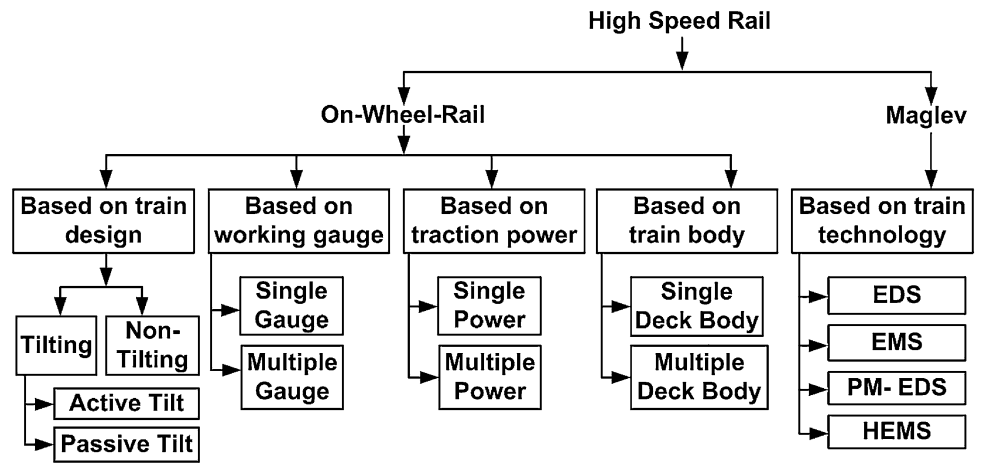 High Speed Rail
On-Wheel-Rail
Maglev
Based on train
design
Based on
working gauge
Based on
traction power
Based on
train body
Based on train
technology
Tilting
Non-
Tilting
Active Tilt
Passive Tilt
Single
Gauge
Multiple
Gauge
Single
Power
Multiple
Power
Single
Deck Body
Multiple
Deck Body
EDS
EMS
PM- EDS
HEMS